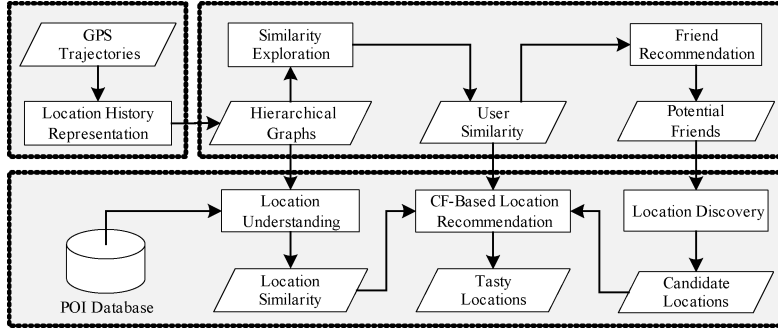 GPS
Trajectories
Location History
Representation
Similarity
Exploration
Hierarchical
Graphs
User
Similarity
Friend
Recommendation
Potential
Friends
POI Database
Location
Understanding
Location
Similarity
CF-Based Location
Recommendation
Tasty
Locations
Location Discovery
Candidate
Locations